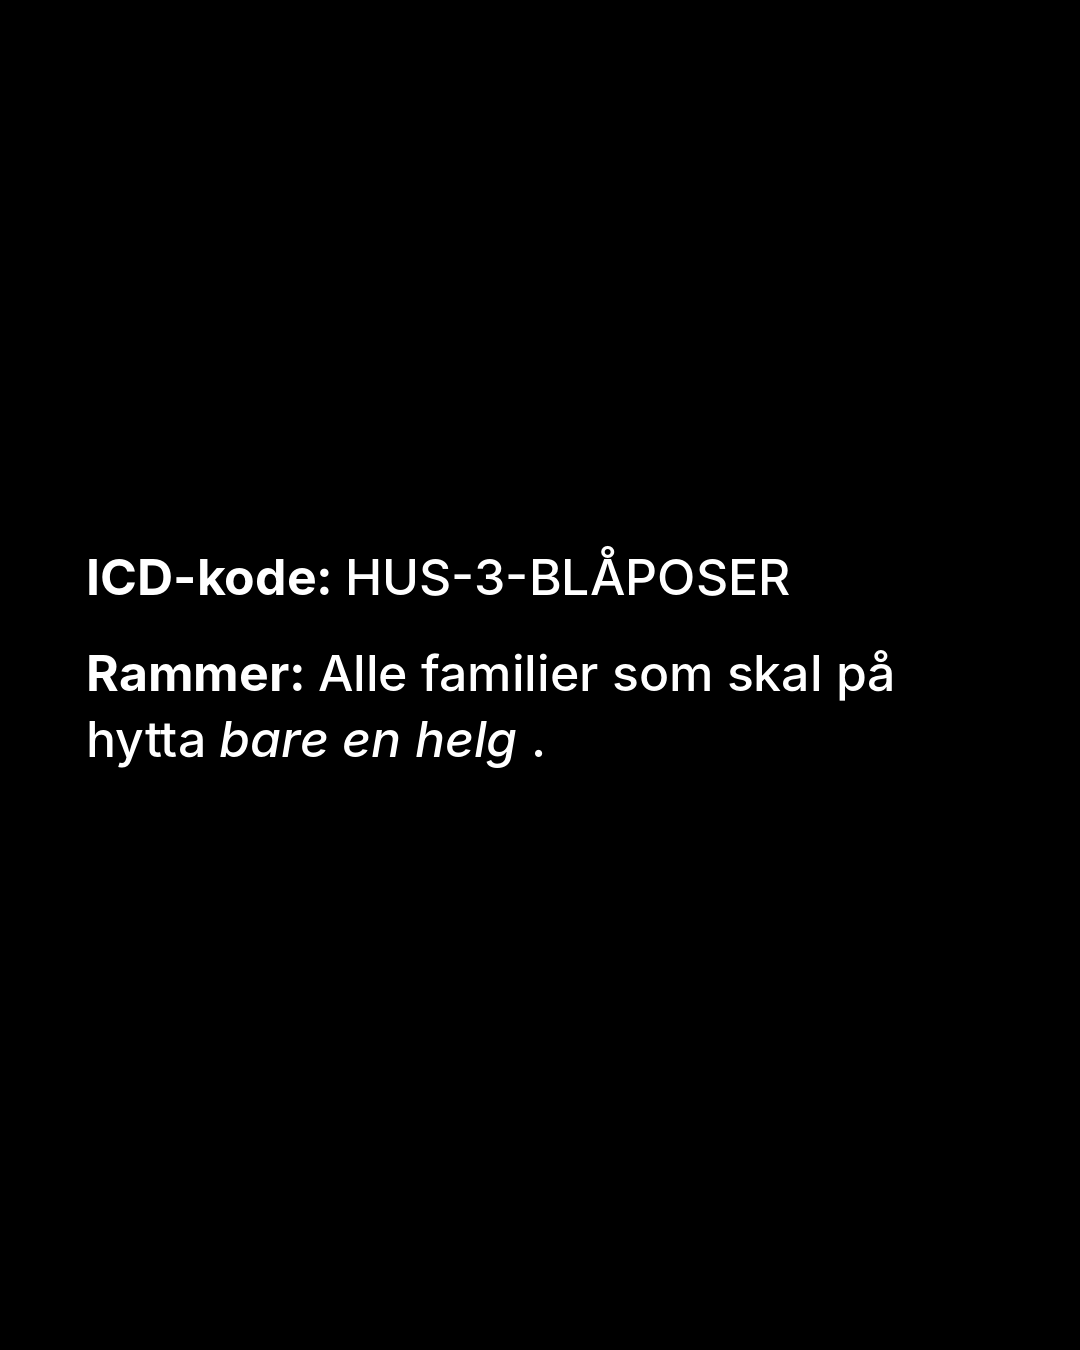 ICD-kode: HUS-3-BLÅPOSER
Rammer: Alle familier som skal på
hytta bare en helg .